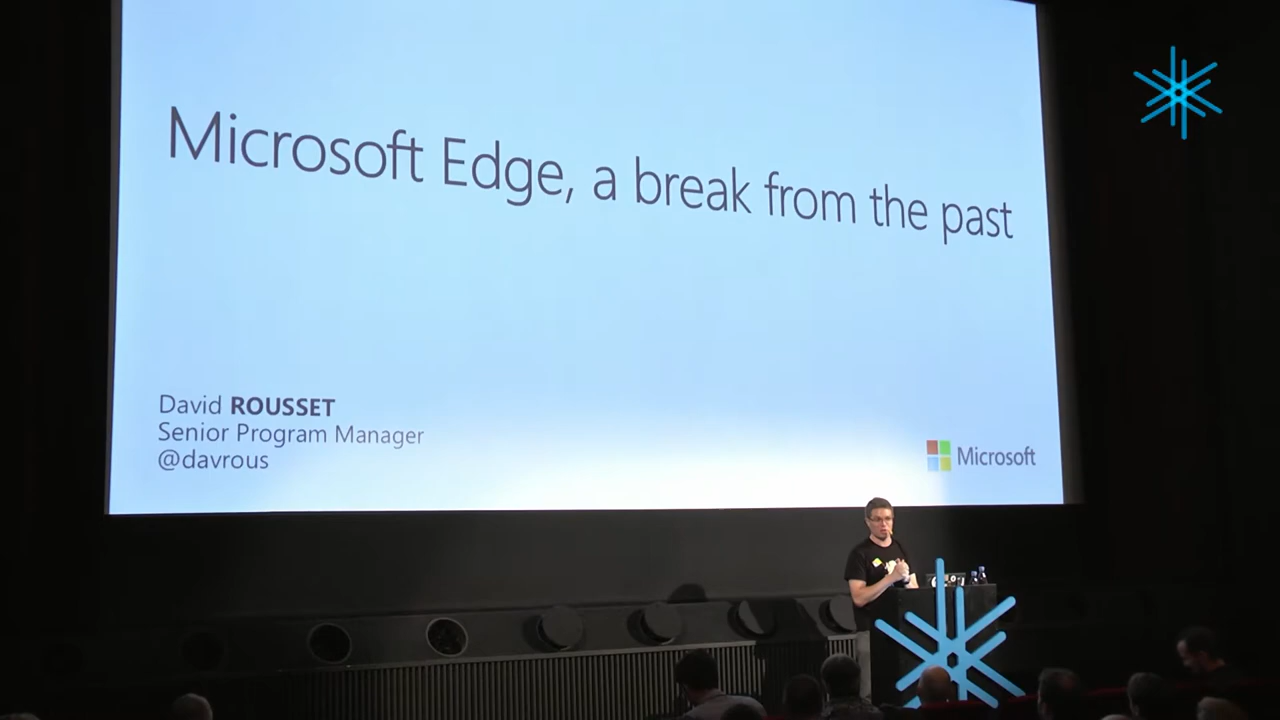 Microsoft Edge, a break from the past
David ROUSSET
Senior Program Manager
@davrous
Microsoft